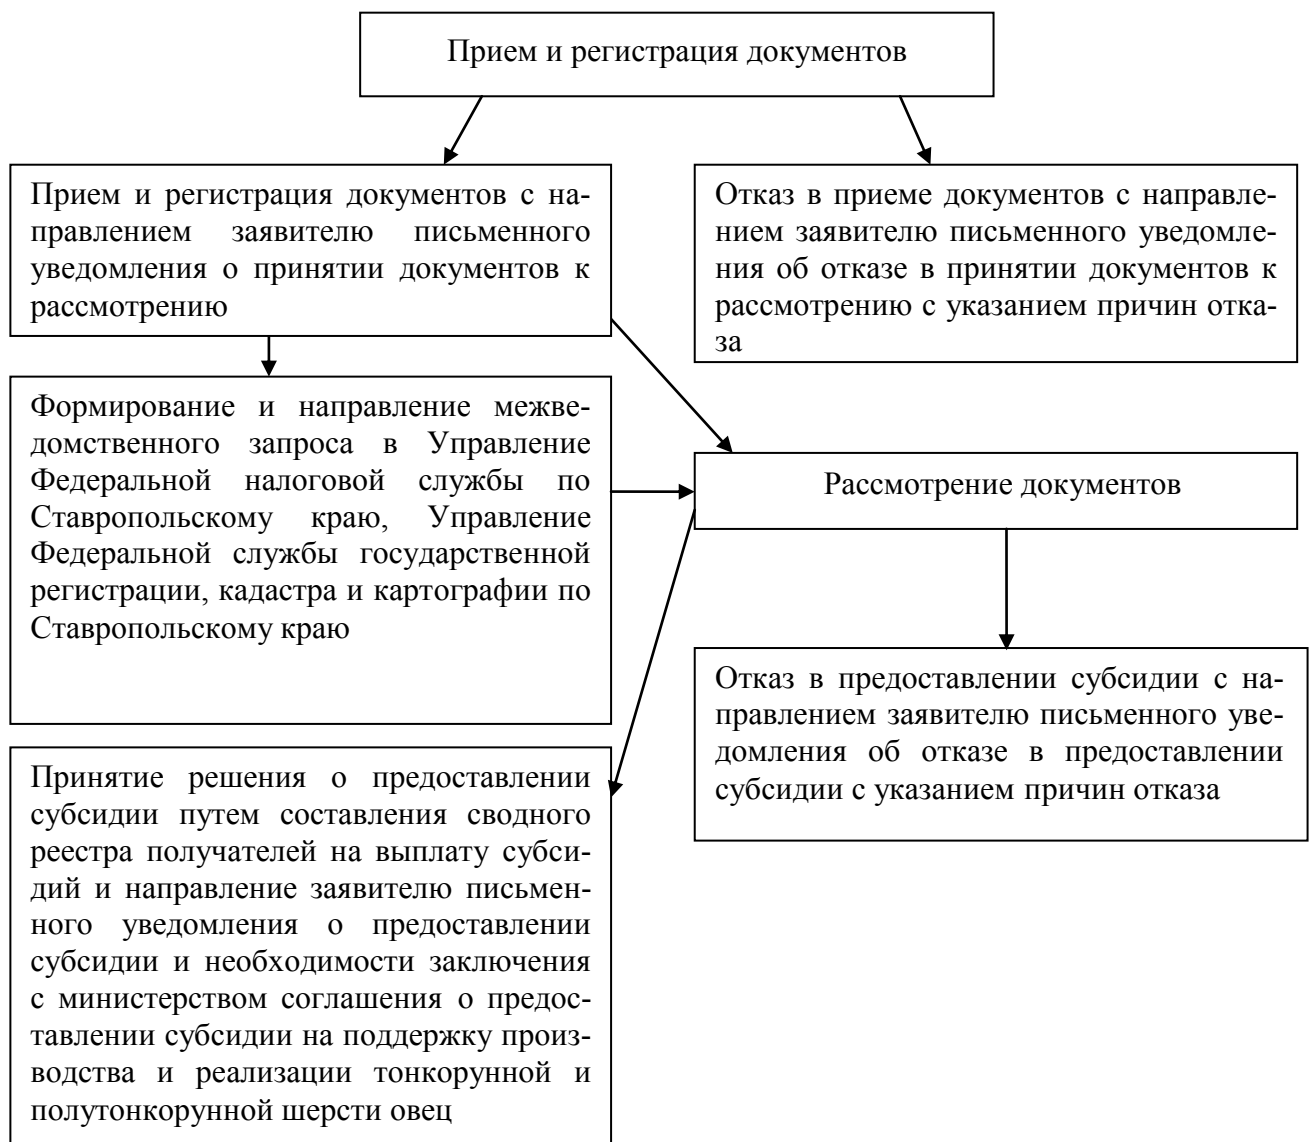 Прием и регистрация документов
Прием и регистрация документов с на-
правлением заявителю письменного
уведомления о принятии документов к
рассмотрению
Отказ в приеме документов с направле-
нием заявителю письменного уведомле-
ния об отказе в принятии документов к
рассмотрению с указанием причин отка-
за
Формирование и направление межве-
домственного запроса в Управление
Федеральной налоговой службы по
Ставропольскому краю, Управление
Федеральной службы государственной
регистрации, кадастра и картографии по
Ставропольскому краю
Рассмотрение документов
Отказ в предоставлении субсидии с на-
правлением заявителю письменного уве-
домления об отказе в предоставлении
субсидии с указанием причин отказа
Принятие решения о предоставлении
субсидии путем составления сводного
реестра получателей на выплату субси-
дий и направление заявителю письмен-
ного уведомления о предоставлении
субсидии и необходимости заключения
с министерством соглашения о предос-
тавлении субсидии на поддержку произ-
водства и реализации тонкорунной и
полутонкорунной шерсти овец